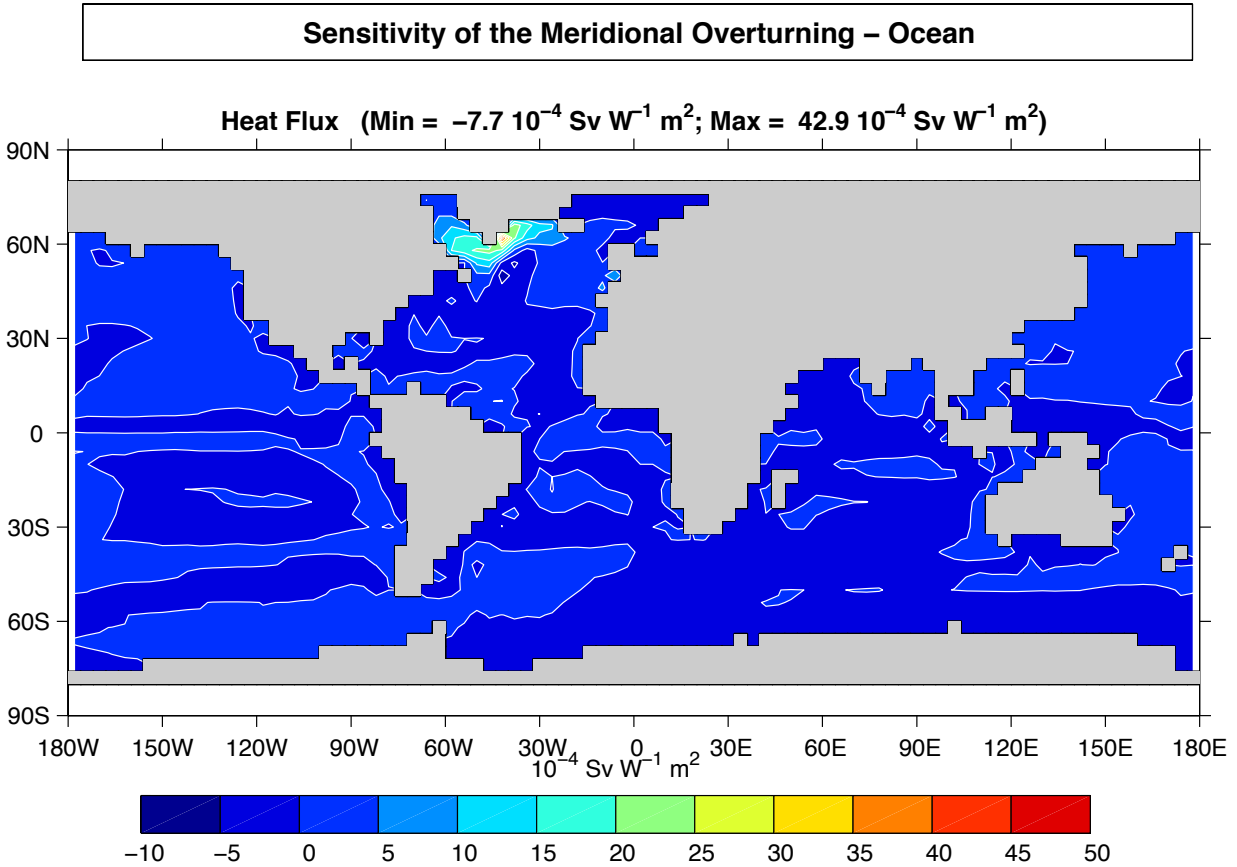 Sensitivity of the Meridional Overturning – Ocean
Heat Flux (Min = −7.7 10⁻⁴ Sv W⁻¹ m²; Max = 42.9 10⁻⁴ Sv W⁻¹ m²)
90N
60N
30N
0
30S
60S
90S
180W 150W 120W 90W 60W 30W 0 30E 60E 90E 120E 150E 180E
10⁻⁴ Sv W⁻¹ m²
−10 −5 0 5 10 15 20 25 30 35 40 45 50